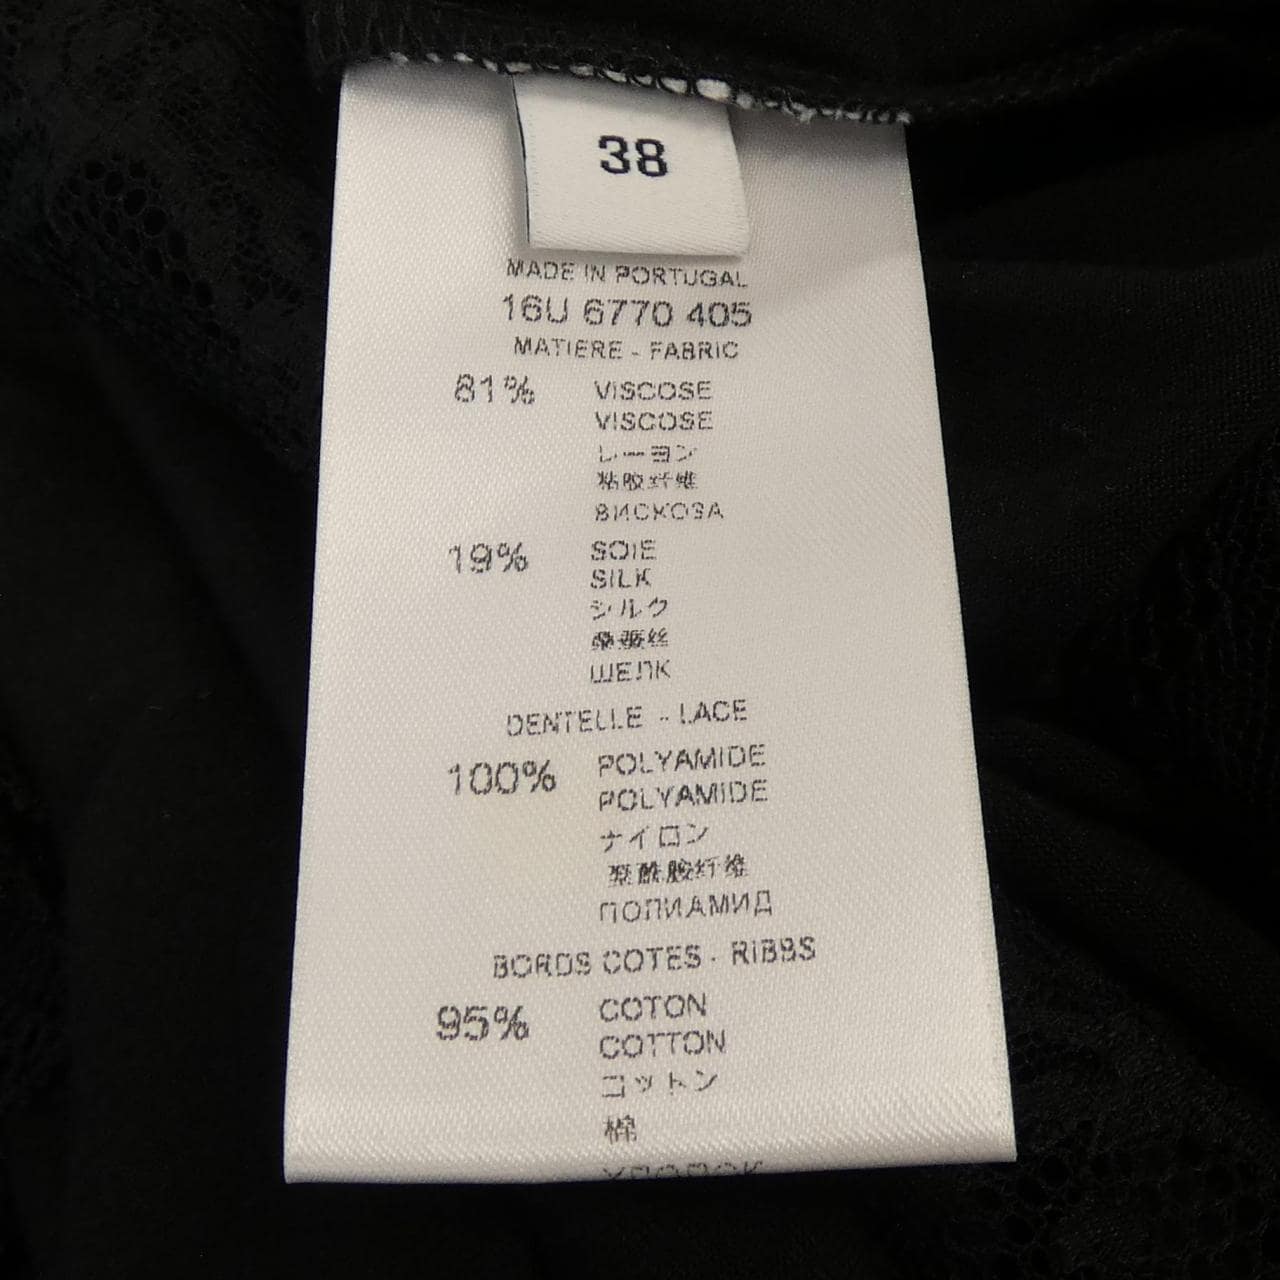 38
MADE IN PORTUGAL
16U 6770 405
MATIERE - FABRIC
81% VISCOSE
VISCOSE
レーヨン
粘胶纤维
ВИСКОЗА
19% SOIE
SILK
シルク
桑蚕丝
ШЕЛК
DENTELLE - LACE
100% POLYAMIDE
POLYAMIDE
ナイロン
聚酰胺纤维
ПОЛИАМИД
BORDS COTES - RIBBS
95% COTON
COTTON
コットン
棉